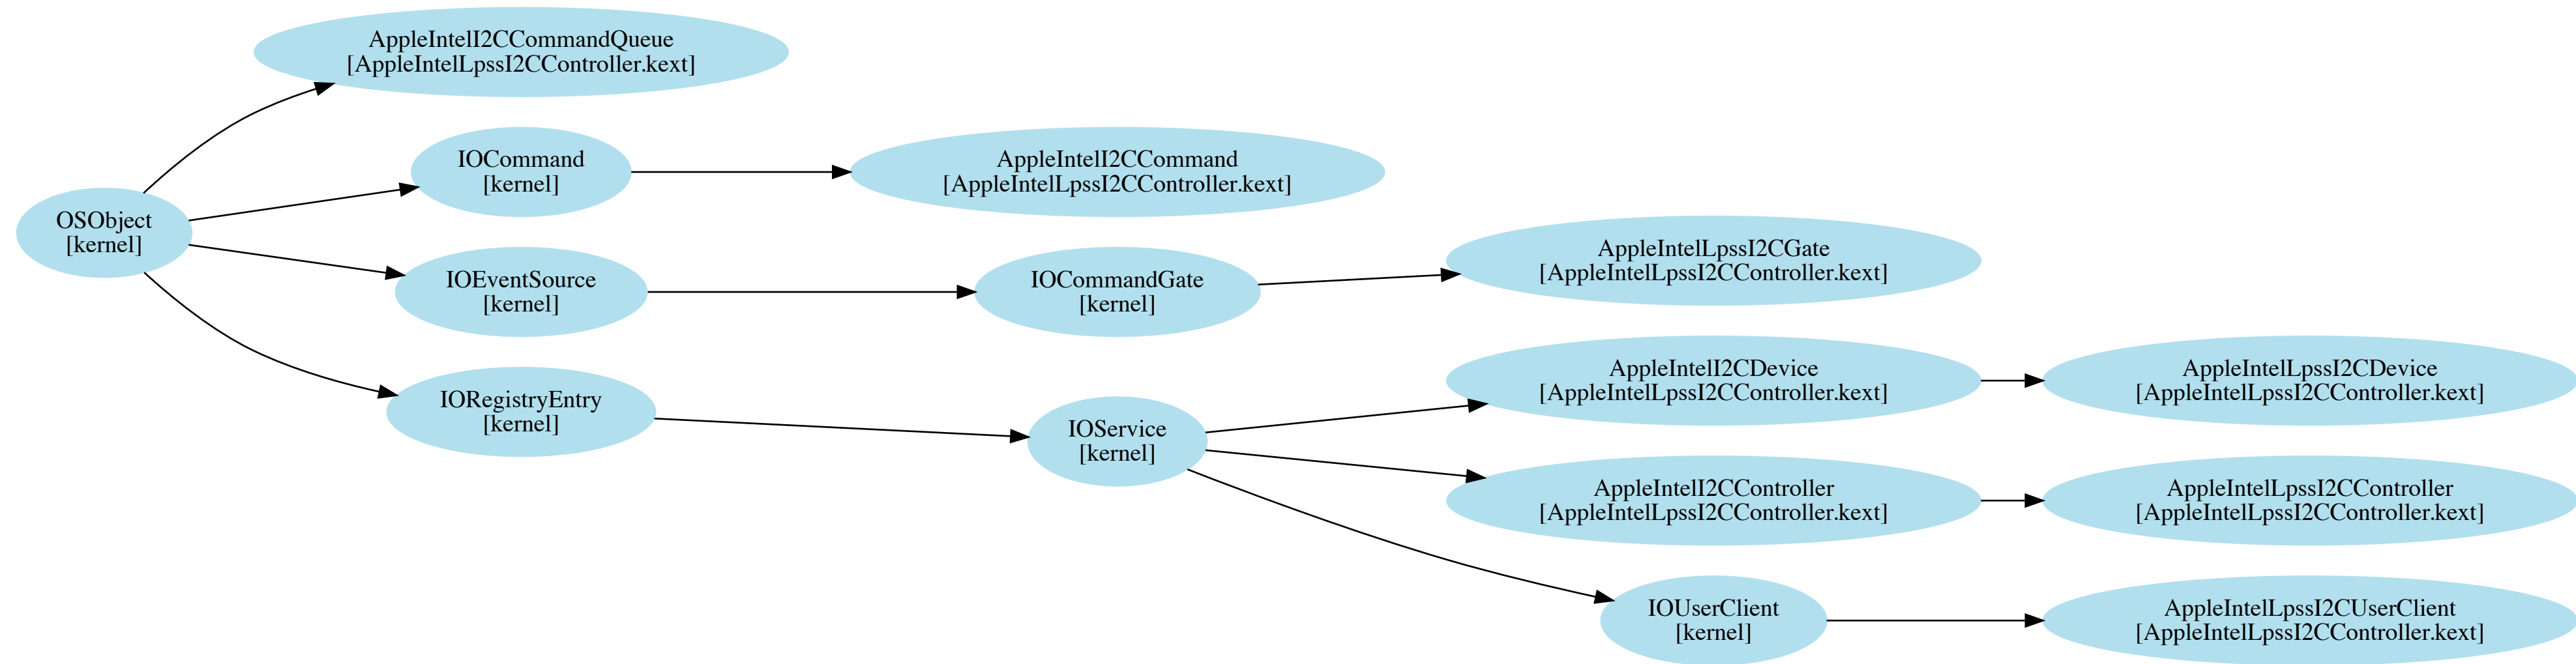 AppleIntelI2CCommandQueue
[AppleIntelLpssI2CController.kext]
IOCommand
[kernel]
AppleIntelI2CCommand
[AppleIntelLpssI2CController.kext]
OSObject
[kernel]
IOEventSource
[kernel]
IOCommandGate
[kernel]
AppleIntelLpssI2CGate
[AppleIntelLpssI2CController.kext]
IORegistryEntry
[kernel]
IOService
[kernel]
AppleIntelI2CDevice
[AppleIntelLpssI2CController.kext]
AppleIntelLpssI2CDevice
[AppleIntelLpssI2CController.kext]
AppleIntelI2CController
[AppleIntelLpssI2CController.kext]
AppleIntelLpssI2CController
[AppleIntelLpssI2CController.kext]
IOUserClient
[kernel]
AppleIntelLpssI2CUserClient
[AppleIntelLpssI2CController.kext]